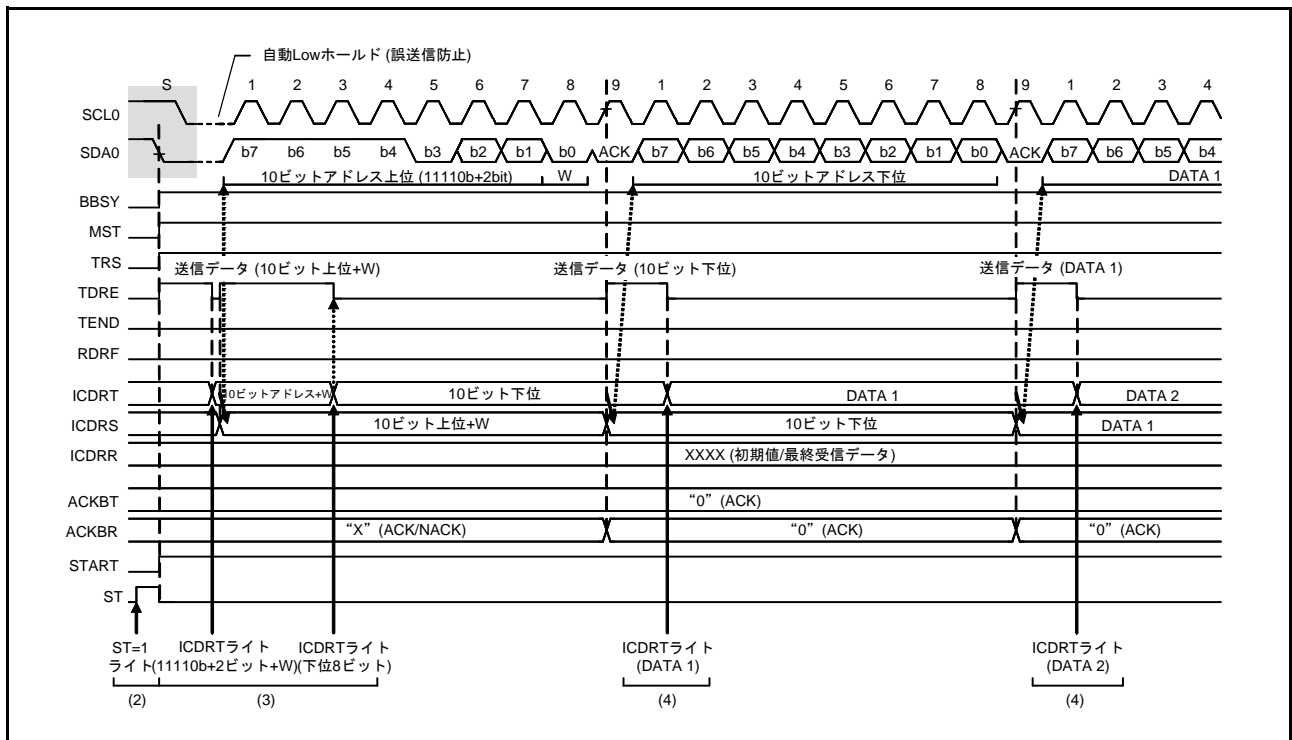 自動Lowホールド (誤送信防止)
S 1 2 3 4 5 6 7 8 9 1 2 3 4 5 6 7 8 9 1 2 3 4
SCL0
SDA0 b7 b6 b5 b4 b3 b2 b1 b0 ACK b7 b6 b5 b4 b3 b2 b1 b0 ACK b7 b6 b5 b4
10ビットアドレス上位 (11110b+2bit) W 10ビットアドレス下位 DATA 1
BBSY
MST
TRS
送信データ (10ビット上位+W) 送信データ (10ビット下位) 送信データ (DATA 1)
TDRE
TEND
RDRF
ICDRT 10ビットアドレス+W 10ビット下位 DATA 1 DATA 2
ICDRS 10ビット上位+W 10ビット下位 DATA 1
ICDRR XXXX (初期値/最終受信データ)
ACKBT “0” (ACK)
ACKBR “X” (ACK/NACK) “0” (ACK) “0” (ACK)
START
ST
ST=1 ICDRTライト ICDRTライト ICDRTライト ICDRTライト
ライト (11110b+2ビット+W) (下位8ビット) (DATA 1) (DATA 2)
(2) (3) (4) (4)